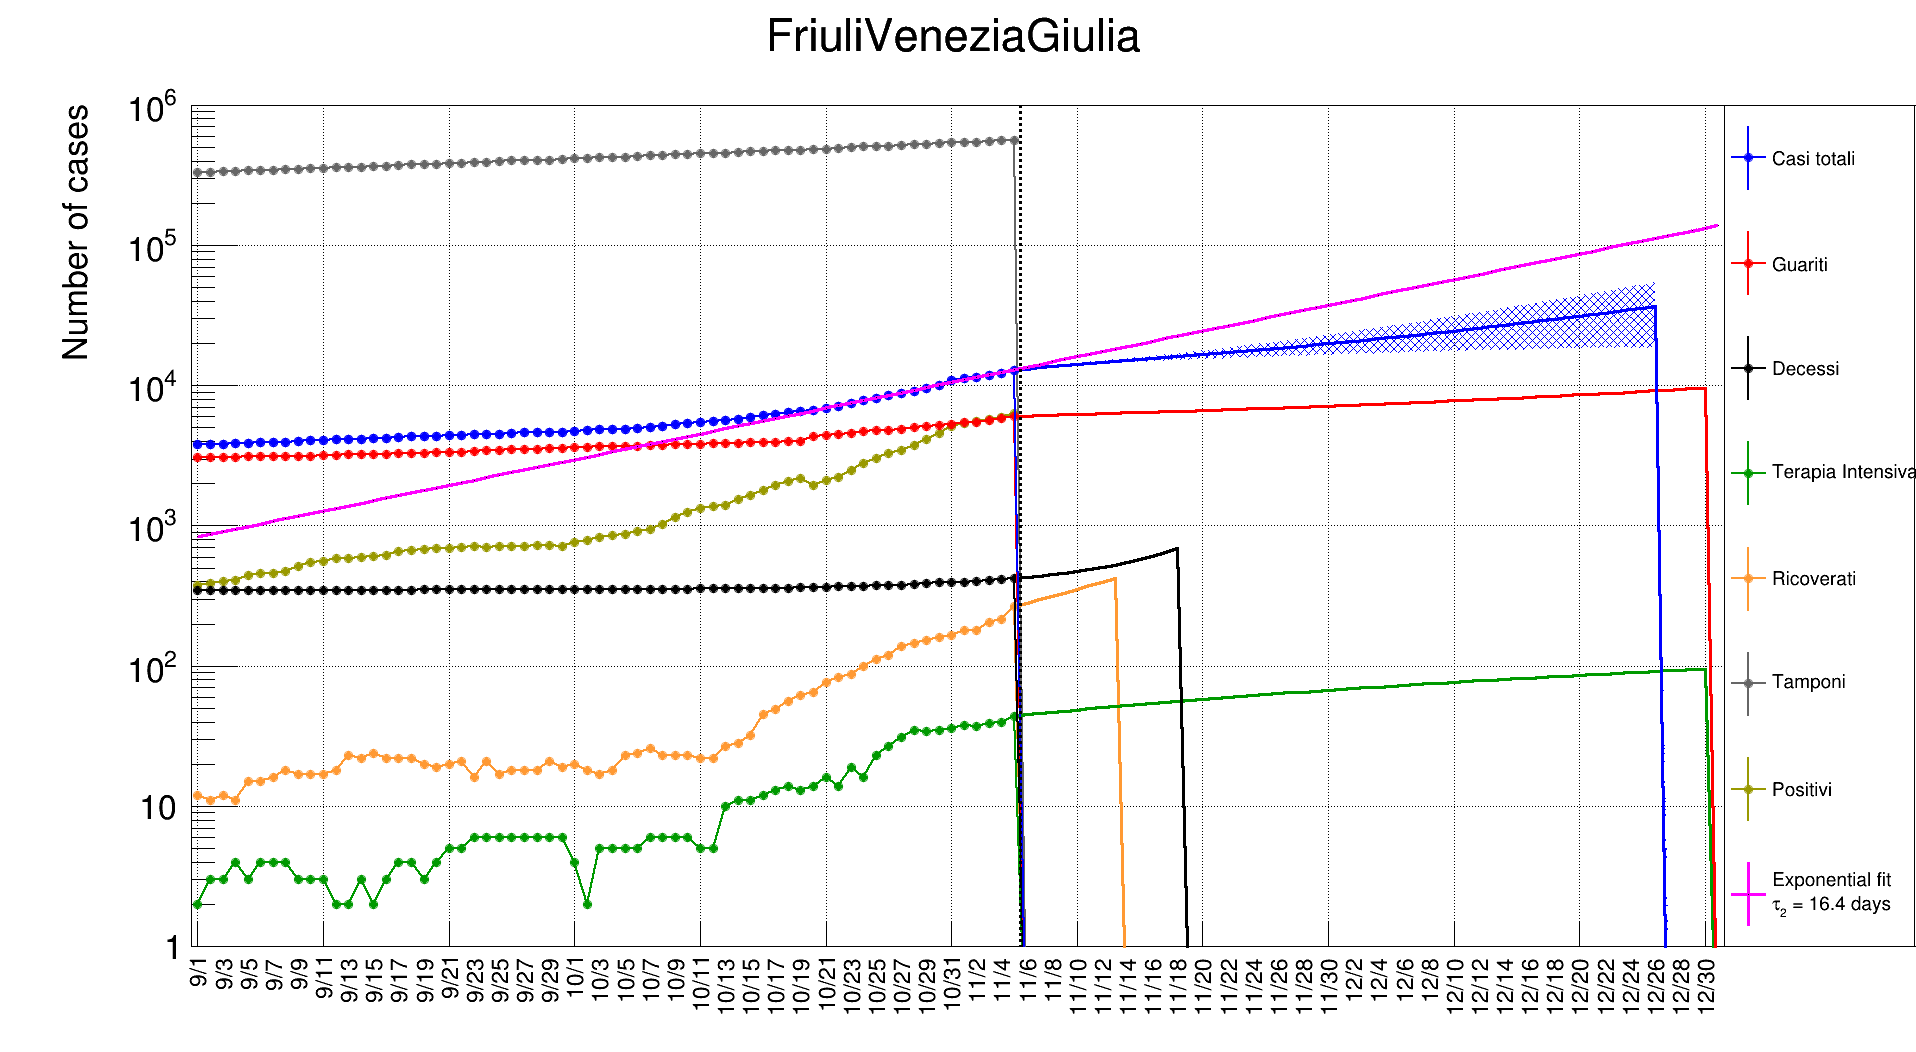 FriuliVeneziaGiulia
Number of cases
10^6
10^5
10^4
10^3
10^2
10
1
9/1 9/3 9/5 9/7 9/9 9/11 9/13 9/15 9/17 9/19 9/21 9/23 9/25 9/27 9/29 10/1 10/3 10/5 10/7 10/9 10/11 10/13 10/15 10/17 10/19 10/21 10/23 10/25 10/27 10/29 10/31 11/2 11/4 11/6 11/8 11/10 11/12 11/14 11/16 11/18 11/20 11/22 11/24 11/26 11/28 11/30 12/2 12/4 12/6 12/8 12/10 12/12 12/14 12/16 12/18 12/20 12/22 12/24 12/26 12/28 12/30
Casi totali
Guariti
Decessi
Terapia Intensiva
Ricoverati
Tamponi
Positivi
Exponential fit
τ₂ = 16.4 days